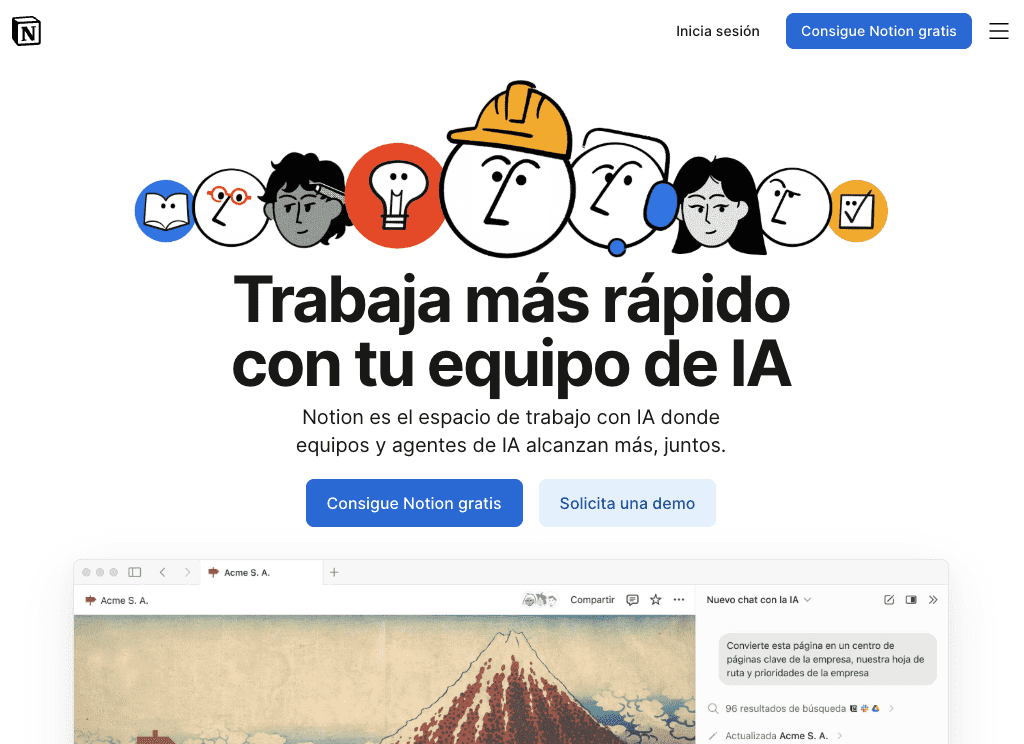 N
Inicia sesión
Consigue Notion gratis
Trabaja más rápido
con tu equipo de IA
Notion es el espacio de trabajo con IA donde
equipos y agentes de IA alcanzan más, juntos.
Consigue Notion gratis
Solicita una demo
Acme S. A.
Acme S. A.
Compartir
Nuevo chat con la IA
Convierte esta página en un centro de
páginas clave de la empresa, nuestra hoja de
ruta y prioridades de la empresa
96 resultados de búsqueda
Actualizada Acme S. A.